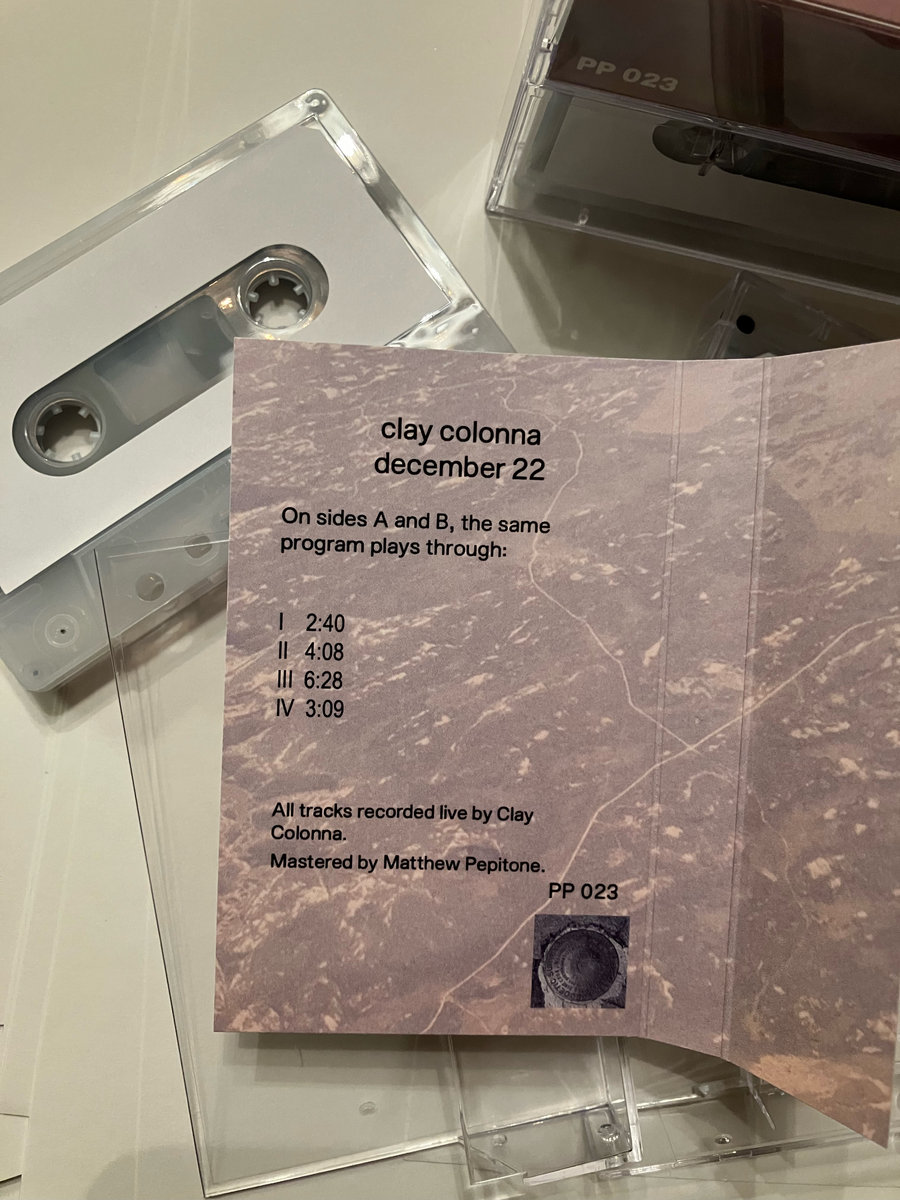 PP 023
clay colonna
december 22
On sides A and B, the same
program plays through:
I 2:40
II 4:08
III 6:28
IV 3:09
All tracks recorded live by Clay
Colonna.
Mastered by Matthew Pepitone.
PP 023